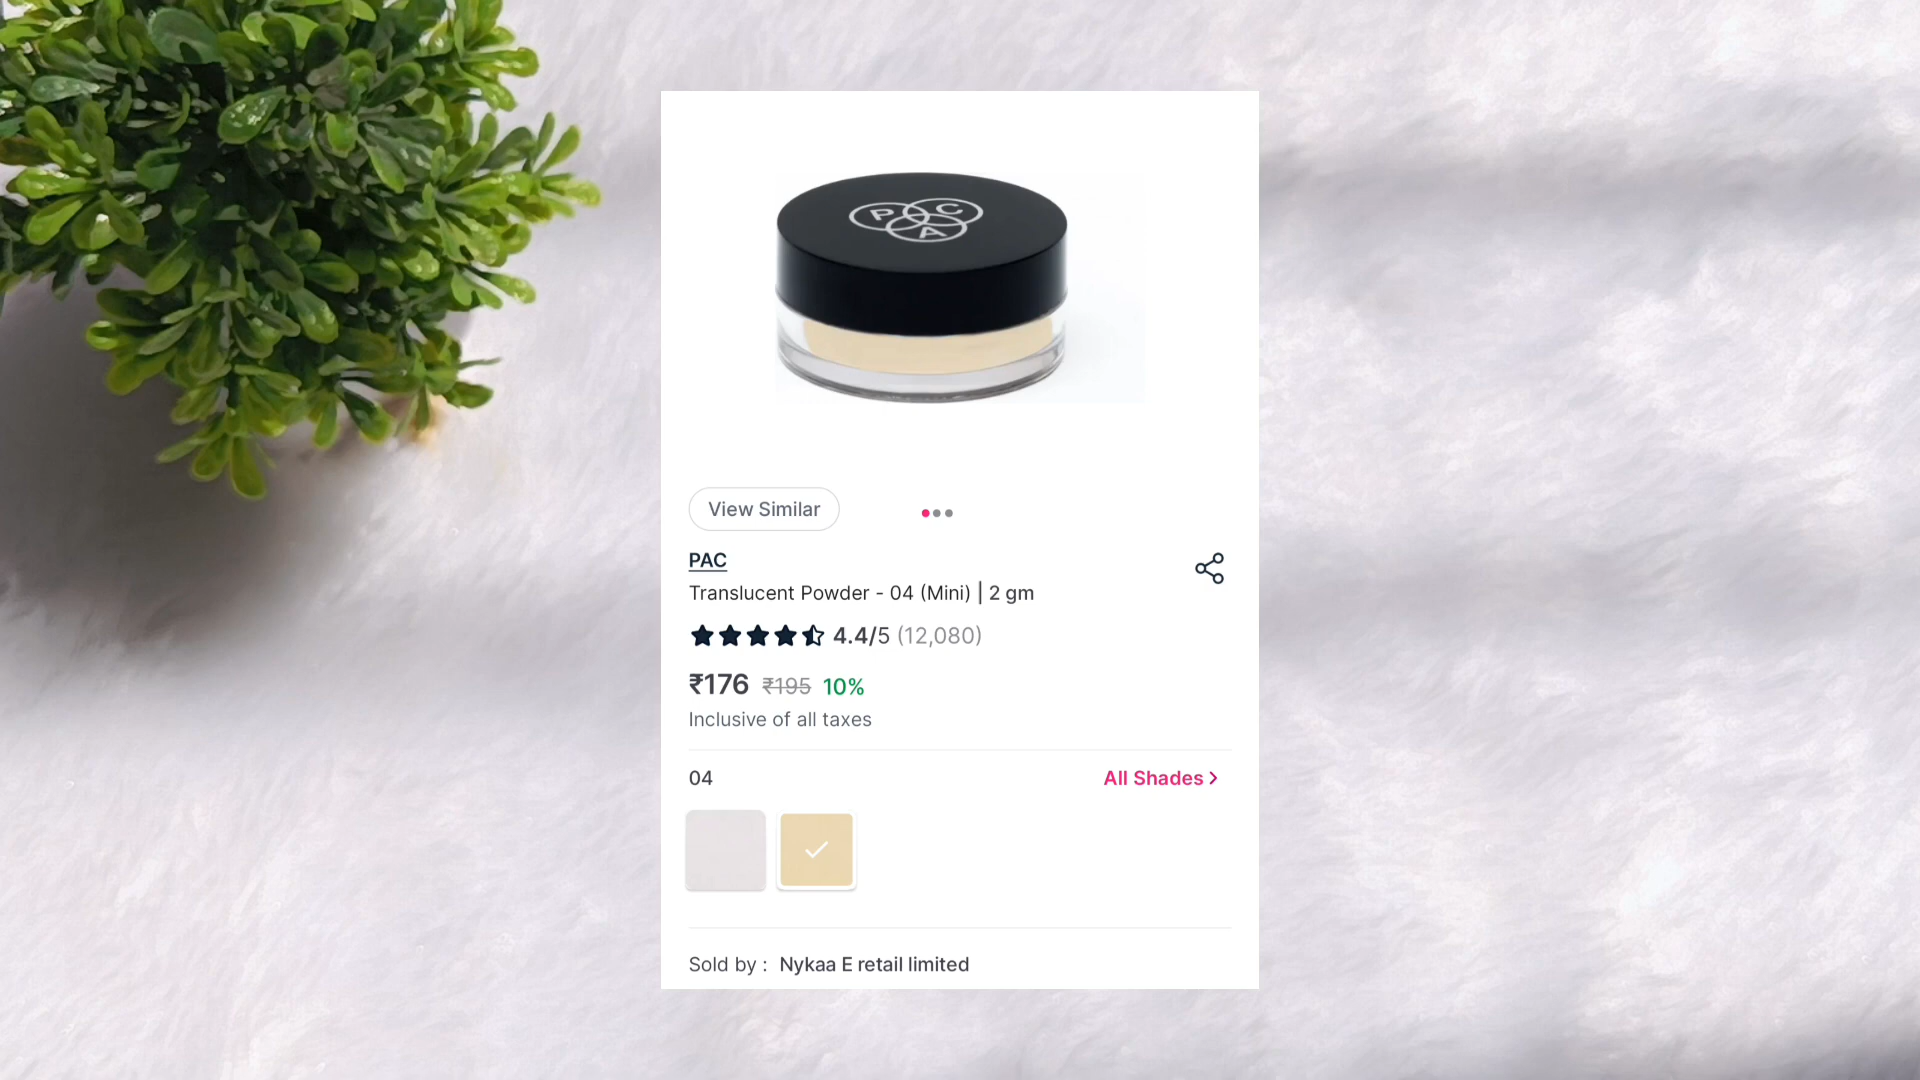 P C
A
View Similar
PAC
Translucent Powder - 04 (Mini) | 2 gm
4.4/5 (12,080)
₹176 ₹195 10%
Inclusive of all taxes
04
All Shades >
Sold by : Nykaa E retail limited